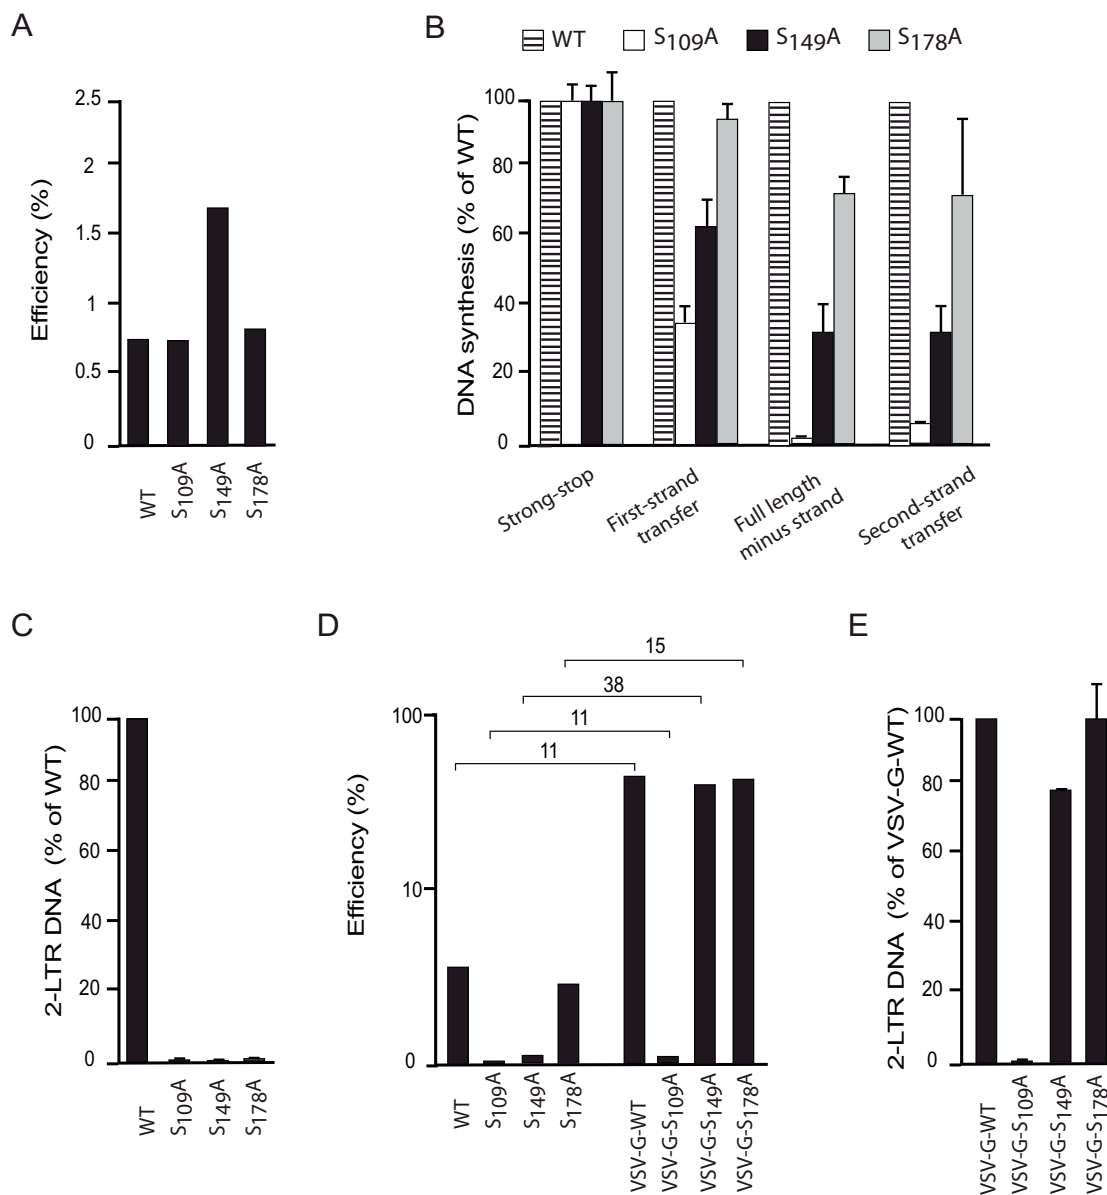 A
Efficiency (%)
2.5
2
1.5
1
0.5
0
WT
S109A
S149A
S178A
B
WT S109A S149A S178A
DNA synthesis (% of WT)
100
80
60
40
20
0
Strong-stop
First-strand
transfer
Full length
minus strand
Second-strand
transfer
C
2-LTR DNA (% of WT)
100
80
60
40
20
0
WT
S109A
S149A
S178A
D
15
38
11
11
Efficiency (%)
100
10
0
WT
S109A
S149A
S178A
VSV-G-WT
VSV-G-S109A
VSV-G-S149A
VSV-G-S178A
E
2-LTR DNA (% of VSV-G-WT)
100
80
60
40
20
0
VSV-G-WT
VSV-G-S109A
VSV-G-S149A
VSV-G-S178A